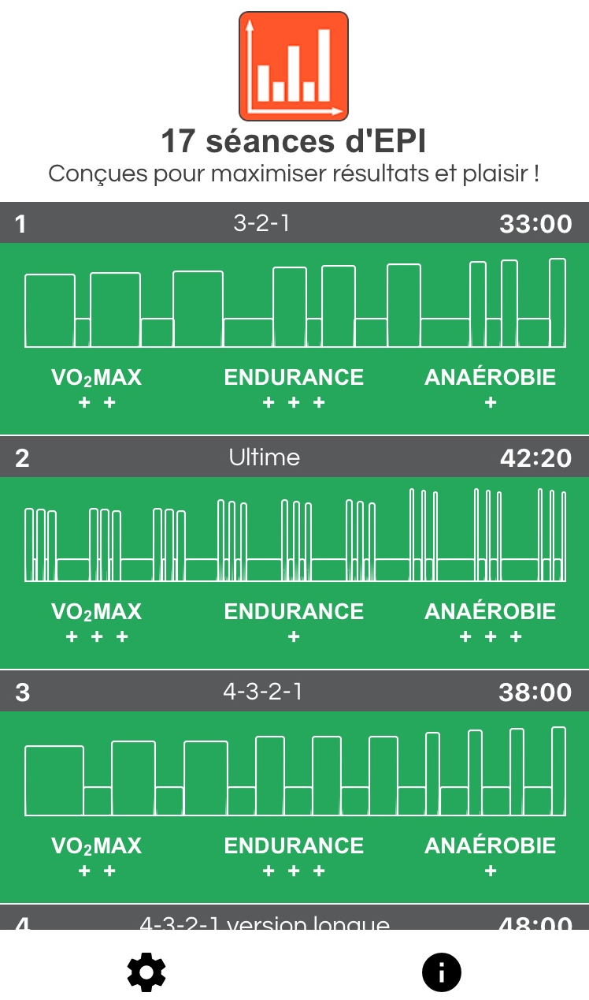 17 séances d'EPI
Conçues pour maximiser résultats et plaisir !
1 3-2-1 33:00
VO₂MAX ENDURANCE ANAÉROBIE
+ + + + + +
2 Ultime 42:20
VO₂MAX ENDURANCE ANAÉROBIE
+ + + + + + +
3 4-3-2-1 38:00
VO₂MAX ENDURANCE ANAÉROBIE
+ + + + + +
4 4-3-2-1 version longue 48:00